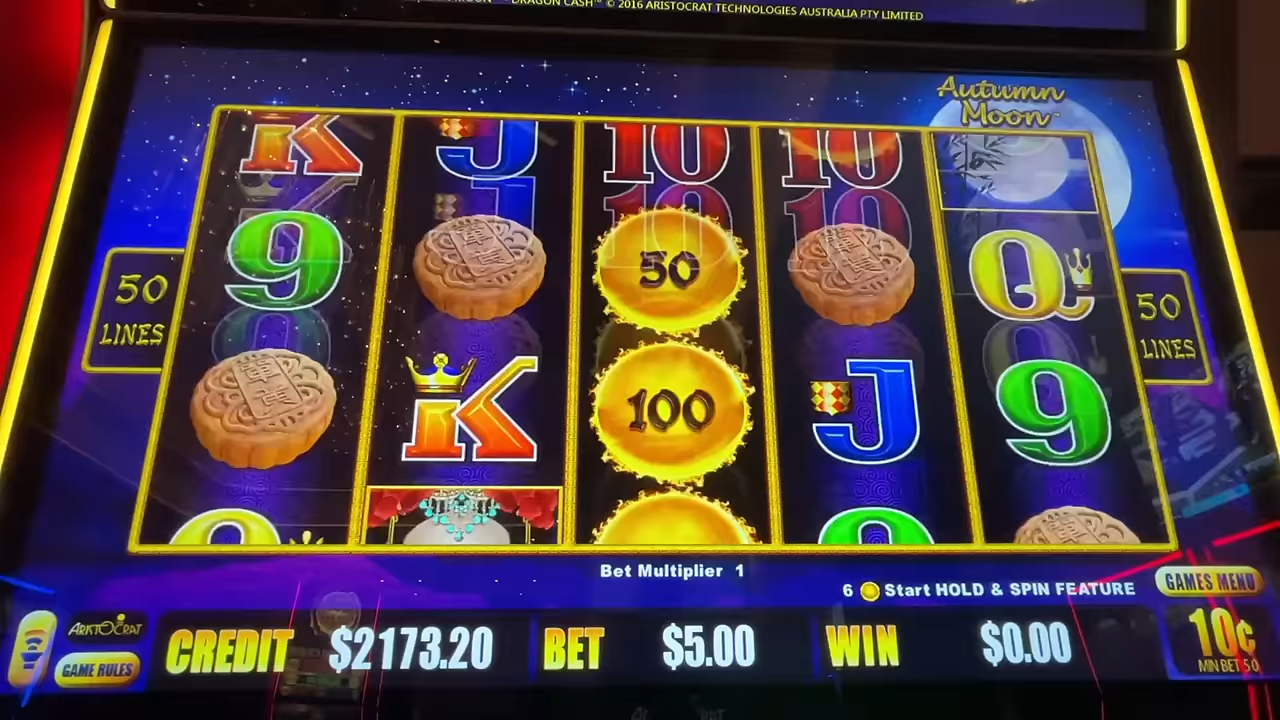 DRAGON CASH™ © 2016 ARISTOCRAT TECHNOLOGIES AUSTRALIA PTY LIMITED
Autumn
Moon™
K J 10 10
9 50 Q
50 LINES
50 LINES
K 100 J 9
Bet Multiplier 1
6 Start HOLD & SPIN FEATURE
GAMES MENU
ARISTOCRAT
GAME RULES
CREDIT $2173.20 BET $5.00 WIN $0.00
10¢
MIN BET 50